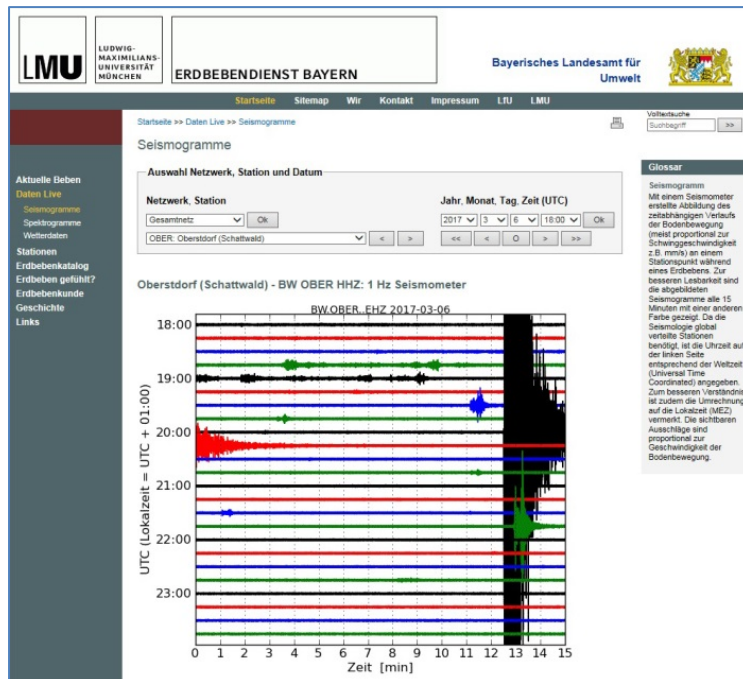 LMU
LUDWIG-
MAXIMILIANS-
UNIVERSITÄT
MÜNCHEN
ERDBEBENDIENST BAYERN
Bayerisches Landesamt für
Umwelt
Startseite Sitemap Wir Kontakt Impressum LfU LMU
Startseite >> Daten Live >> Seismogramme
Volltextsuche
Suchbegriff >>
Seismogramme
Aktuelle Beben
Daten Live
Seismogramme
Spektrogramme
Wetterdaten
Stationen
Erdbebenkatalog
Erdbeben gefühlt?
Erdbebenkunde
Geschichte
Links
Auswahl Netzwerk, Station und Datum
Netzwerk, Station
Gesamtnetz Ok
OBER: Oberstdorf (Schattwald) < >
Jahr, Monat, Tag, Zeit (UTC)
2017 3 6 18:00 Ok
<< < O > >>
Oberstdorf (Schattwald) - BW OBER HHZ: 1 Hz Seismometer
BW.OBER..EHZ 2017-03-06
UTC (Lokalzeit = UTC + 01:00)
18:00
19:00
20:00
21:00
22:00
23:00
0 1 2 3 4 5 6 7 8 9 10 11 12 13 14 15
Zeit [min]
Glossar
Seismogramm
Mit einem Seismometer
erstellte Abbildung des
zeitabhängigen Verlaufs
der Bodenbewegung
(meist proportional zur
Schwinggeschwindigkeit
z.B. mm/s) an einem
Stationspunkt während
eines Erdbebens. Zur
besseren Lesbarkeit sind
die abgebildeten
Seismogramme alle 15
Minuten mit einer anderen
Farbe gezeigt. Da die
Seismologie global
verteilte Stationen
benötigt, ist die Uhrzeit auf
der linken Seite
entsprechend der Weltzeit
(Universal Time
Coordinated) angegeben.
Zum besseren Verständnis
ist zudem die Umrechnung
auf die Lokalzeit (MEZ)
vermerkt. Die sichtbaren
Ausschläge sind
proportional zur
Geschwindigkeit der
Bodenbewegung.